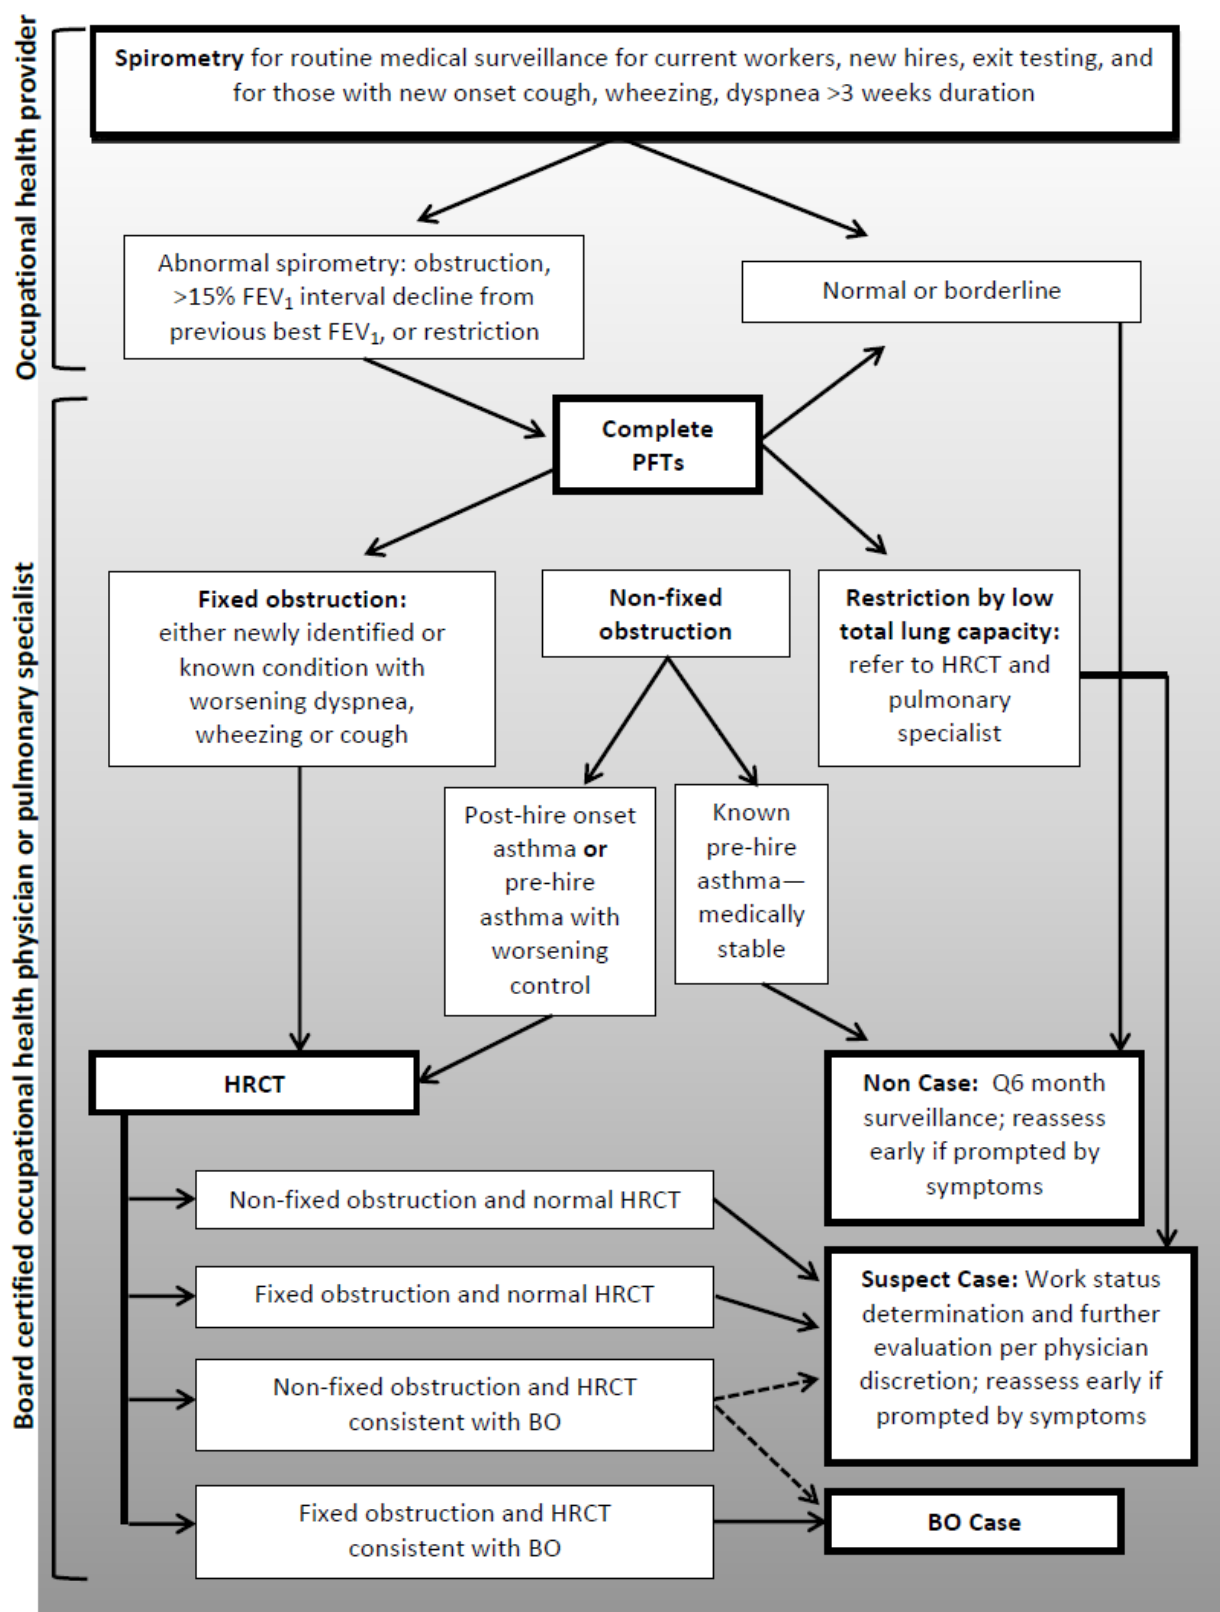 Occupational health provider
Spirometry for routine medical surveillance for current workers, new hires, exit testing, and
for those with new onset cough, wheezing, dyspnea >3 weeks duration
Abnormal spirometry: obstruction,
>15% FEV₁ interval decline from
previous best FEV₁, or restriction
Normal or borderline
Board certified occupational health physician or pulmonary specialist
Complete
PFTs
Fixed obstruction:
either newly identified or
known condition with
worsening dyspnea,
wheezing or cough
Non-fixed
obstruction
Restriction by low
total lung capacity:
refer to HRCT and
pulmonary
specialist
Post-hire onset
asthma or
pre-hire
asthma with
worsening
control
Known
pre-hire
asthma—
medically
stable
HRCT
Non Case: Q6 month
surveillance; reassess
early if prompted by
symptoms
Non-fixed obstruction and normal HRCT
Fixed obstruction and normal HRCT
Non-fixed obstruction and HRCT
consistent with BO
Fixed obstruction and HRCT
consistent with BO
Suspect Case: Work status
determination and further
evaluation per physician
discretion; reassess early if
prompted by symptoms
BO Case